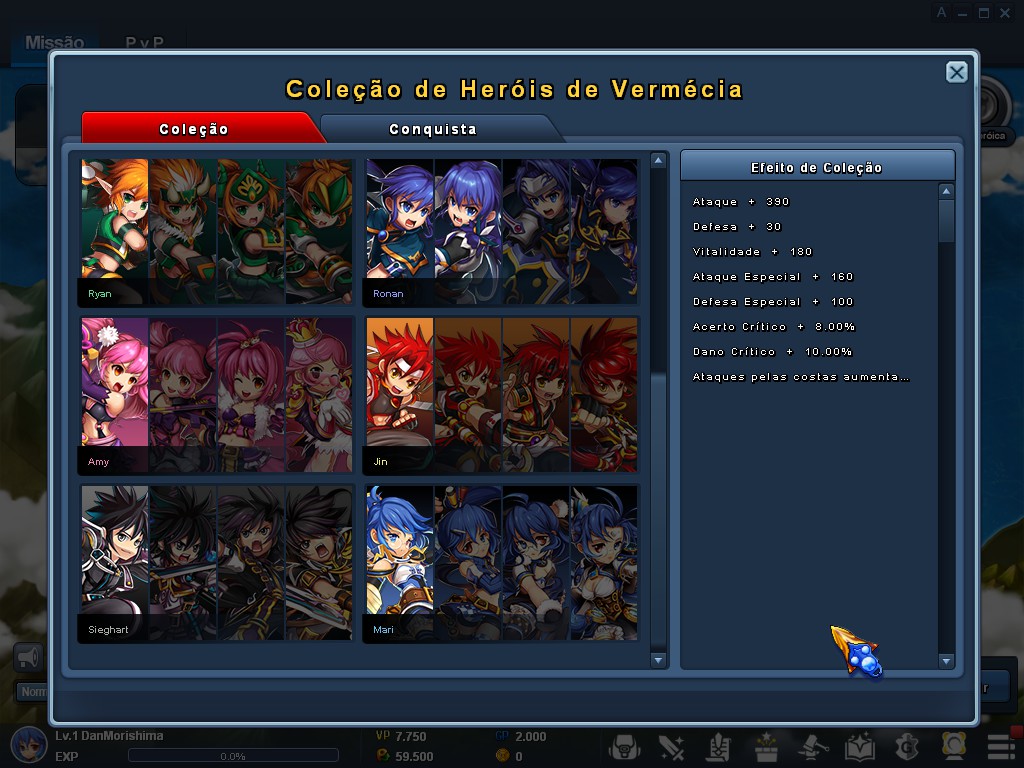 A
Missão PvP
Coleção de Heróis de Vermécia
Coleção Conquista
Ryan
Ronan
Amy
Jin
Sieghart
Mari
Efeito de Coleção
Ataque + 390
Defesa + 30
Vitalidade + 180
Ataque Especial + 160
Defesa Especial + 100
Acerto Crítico + 8.00%
Dano Crítico + 10.00%
Ataques pelas costas aumenta...
Lv.1 DanMorishima
EXP 0.0%
VP 7.750
GP 2.000
59.500
0